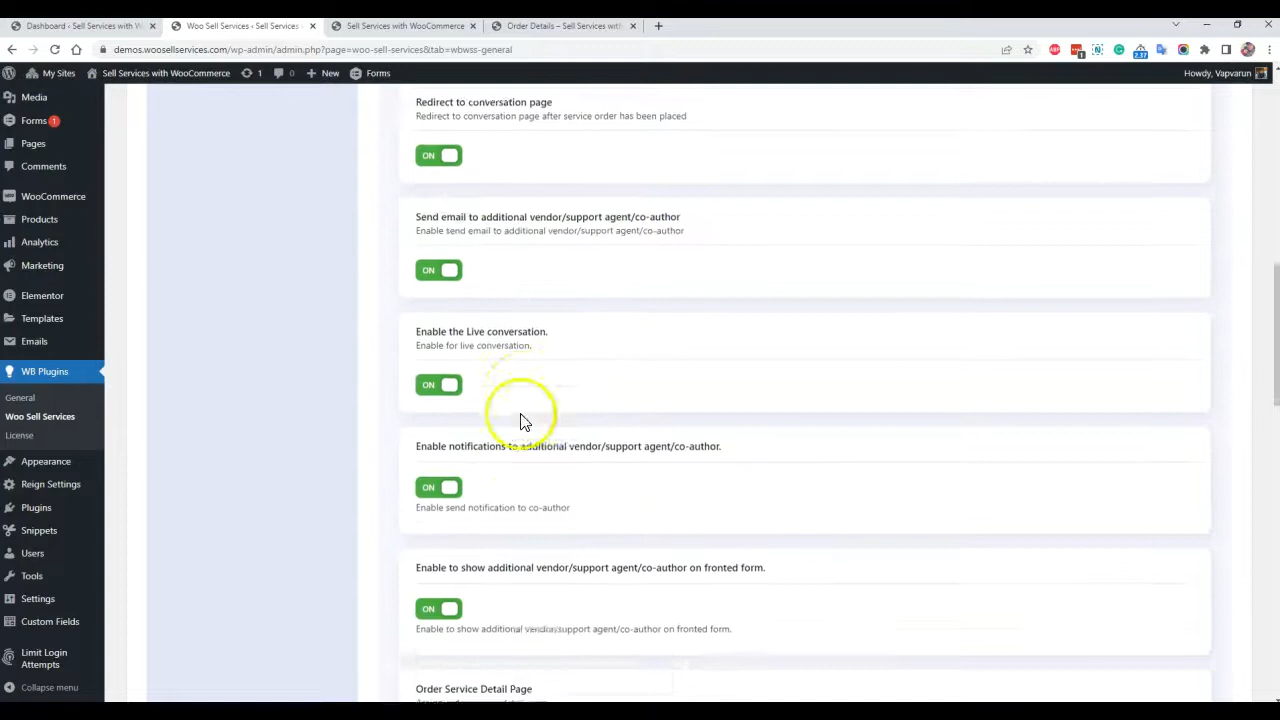 Dashboard ‹ Sell Services with W
Woo Sell Services ‹ Sell Services
Sell Services with WooCommerce
Order Details – Sell Services with
demos.woosellservices.com/wp-admin/admin.php?page=woo-sell-services&tab=wbwss-general
1
2.37
My Sites
Sell Services with WooCommerce
1
0
New
Forms
Howdy, Vapvarun
Media
Forms 1
Pages
Comments
WooCommerce
Products
Analytics
Marketing
Elementor
Templates
Emails
WB Plugins
General
Woo Sell Services
License
Appearance
Reign Settings
Plugins
Snippets
Users
Tools
Settings
Custom Fields
Limit Login
Attempts
Collapse menu
Redirect to conversation page
Redirect to conversation page after service order has been placed
ON
Send email to additional vendor/support agent/co-author
Enable send email to additional vendor/support agent/co-author
ON
Enable the Live conversation.
Enable for live conversation.
ON
Enable notifications to additional vendor/support agent/co-author.
ON
Enable send notification to co-author
Enable to show additional vendor/support agent/co-author on fronted form.
ON
Enable to show additional vendor/support agent/co-author on fronted form.
Order Service Detail Page